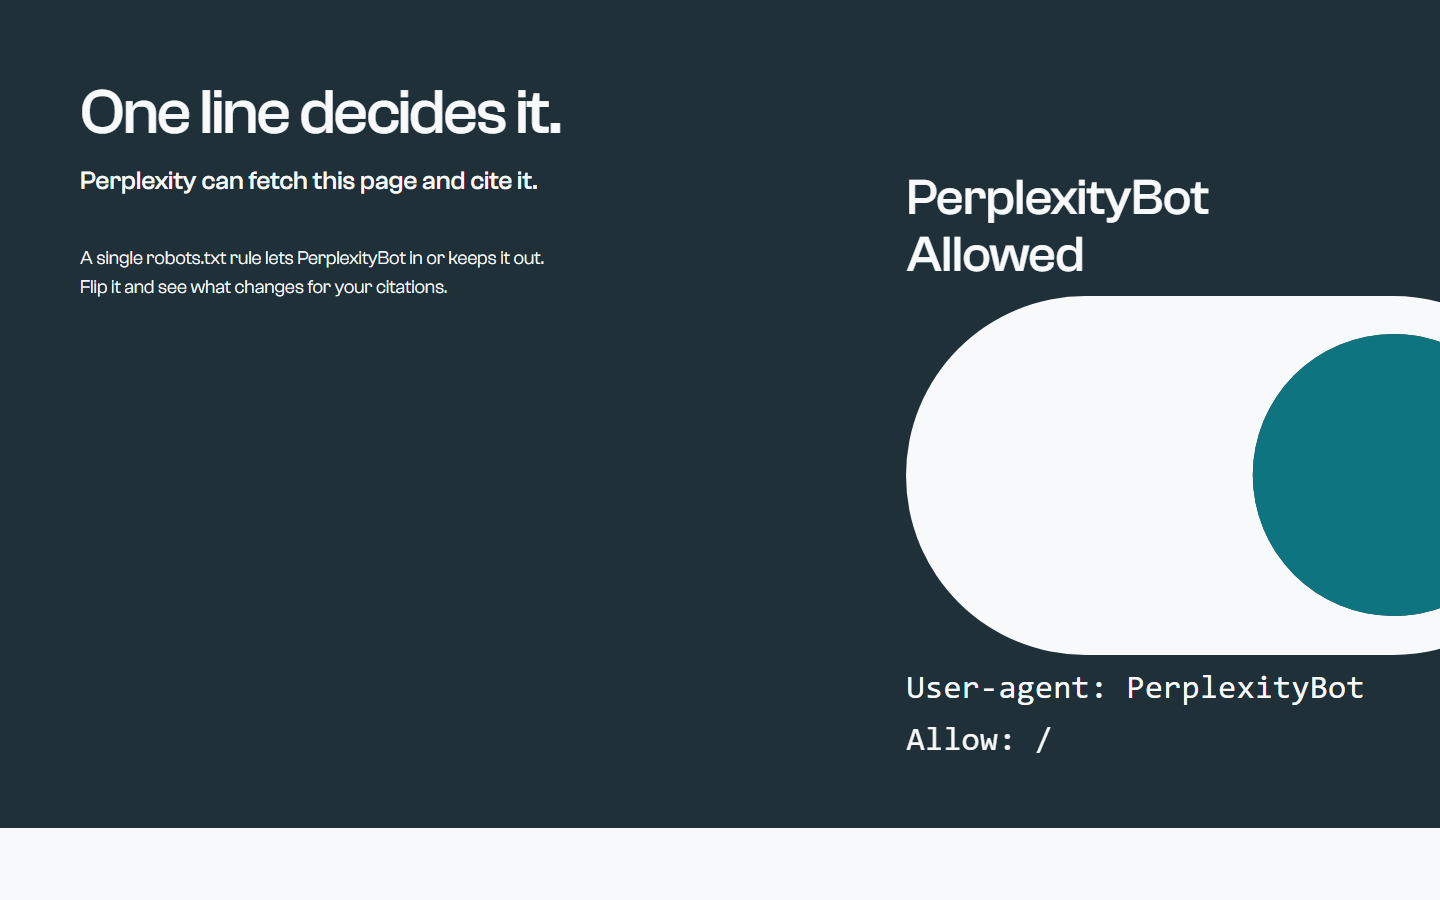 One line decides it.
Perplexity can fetch this page and cite it.
A single robots.txt rule lets PerplexityBot in or keeps it out.
Flip it and see what changes for your citations.
PerplexityBot
Allowed
User-agent: PerplexityBot
Allow: /